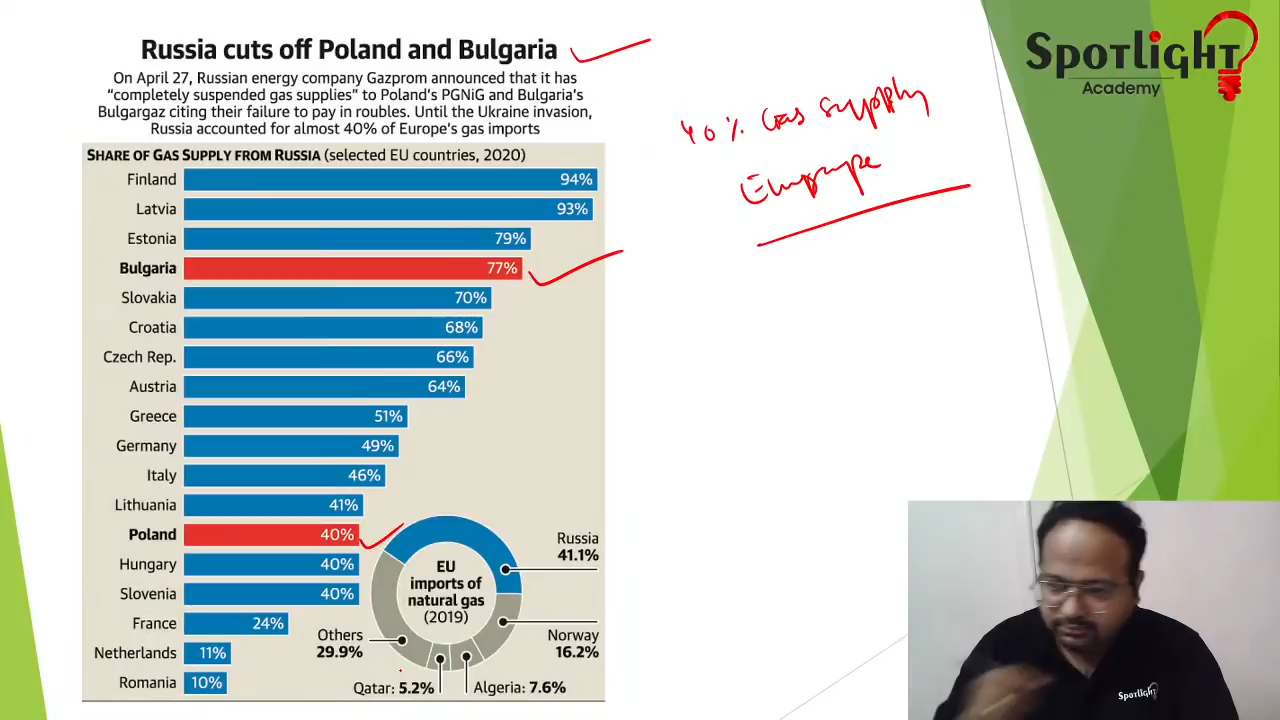 Russia cuts off Poland and Bulgaria
On April 27, Russian energy company Gazprom announced that it has
“completely suspended gas supplies” to Poland's PGNiG and Bulgaria's
Bulgargaz citing their failure to pay in roubles. Until the Ukraine invasion,
Russia accounted for almost 40% of Europe's gas imports
SHARE OF GAS SUPPLY FROM RUSSIA (selected EU countries, 2020)
Finland 94%
Latvia 93%
Estonia 79%
Bulgaria 77%
Slovakia 70%
Croatia 68%
Czech Rep. 66%
Austria 64%
Greece 51%
Germany 49%
Italy 46%
Lithuania 41%
Poland 40%
Hungary 40%
Slovenia 40%
France 24%
Netherlands 11%
Romania 10%
EU
imports of
natural gas
(2019)
Russia
41.1%
Norway
16.2%
Algeria: 7.6%
Qatar: 5.2%
Others
29.9%
40% Gas Supply
Europe
Spotlight
Academy
Spotlight